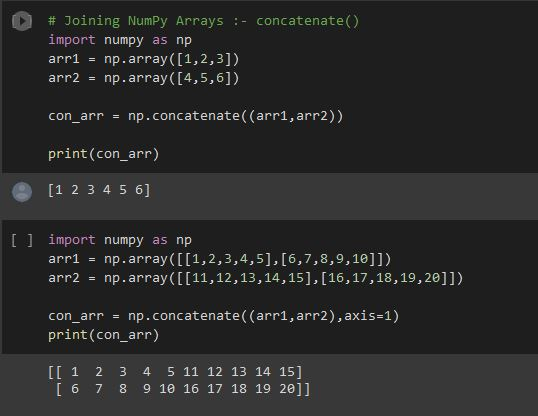 # Joining NumPy Arrays :- concatenate()
import numpy as np
arr1 = np.array([1,2,3])
arr2 = np.array([4,5,6])

con_arr = np.concatenate((arr1,arr2))

print(con_arr)

[1 2 3 4 5 6]

[ ] import numpy as np
arr1 = np.array([[1,2,3,4,5],[6,7,8,9,10]])
arr2 = np.array([[11,12,13,14,15],[16,17,18,19,20]])

con_arr = np.concatenate((arr1,arr2),axis=1)
print(con_arr)

[[ 1  2  3  4  5 11 12 13 14 15]
 [ 6  7  8  9 10 16 17 18 19 20]]